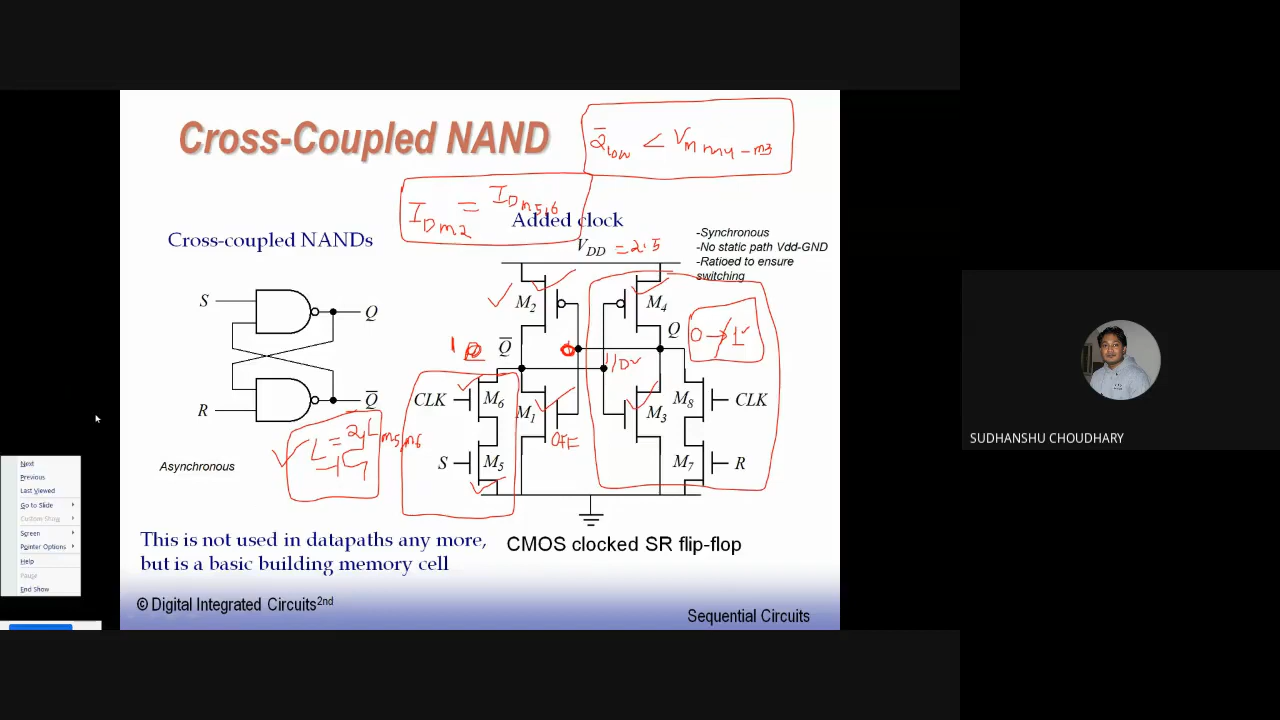 Cross-Coupled NAND
Q̅low < VM m4-m3
IDm2 = IDm5,6
Cross-coupled NANDs
Added clock
VDD = 2.5
-Synchronous
-No static path Vdd-GND
-Ratioed to ensure
switching
S
Q
R
Q̅
M2
M4
Q
0 → 1
1
Q̅
CLK
M6
M1
M3
M8
CLK
OFF
S
M5
M7
R
L = 2L m5,m6
Asynchronous
This is not used in datapaths any more,
but is a basic building memory cell
CMOS clocked SR flip-flop
© Digital Integrated Circuits2nd
Sequential Circuits
Next
Previous
Last Viewed
Go to Slide
Custom Show
Screen
Pointer Options
Help
Pause
End Show
SUDHANSHU CHOUDHARY